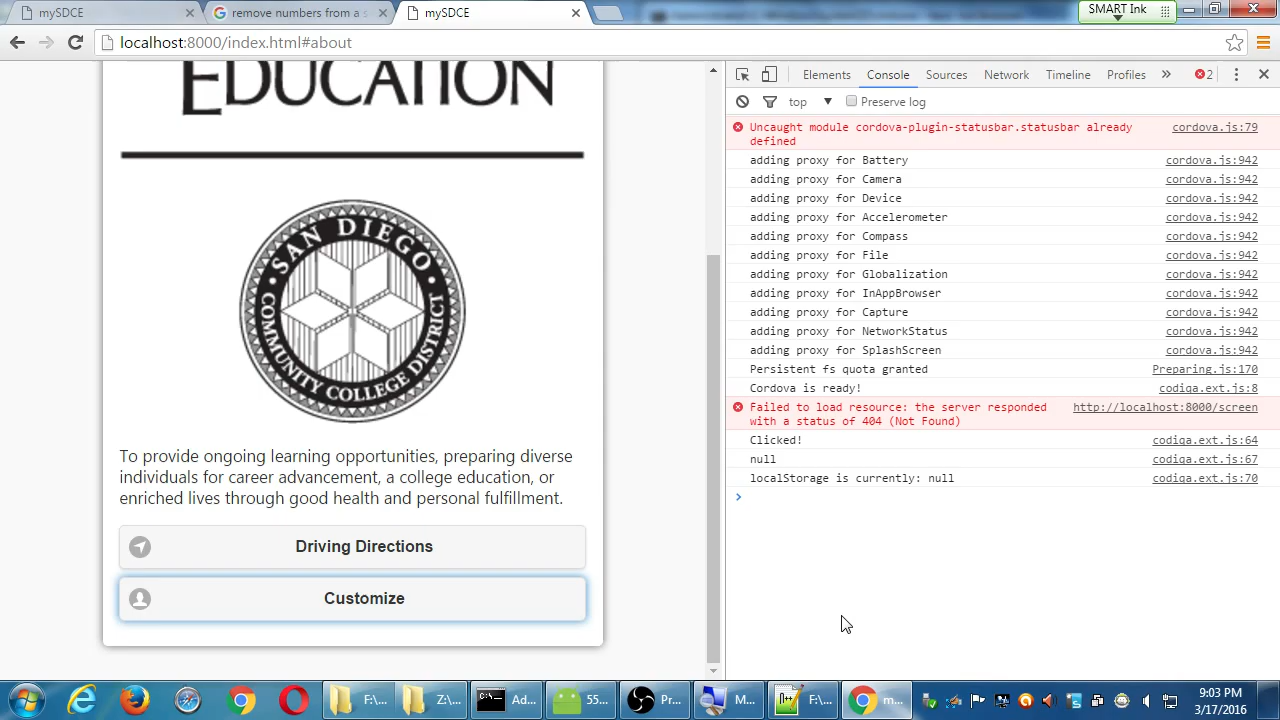 mySDCE
remove numbers from a s
mySDCE
SMART Ink
localhost:8000/index.html#about
Elements
Console
Sources
Network
Timeline
Profiles
2
top
Preserve log
EDUCATION
SAN DIEGO
COMMUNITY COLLEGE DISTRICT
To provide ongoing learning opportunities, preparing diverse
individuals for career advancement, a college education, or
enriched lives through good health and personal fulfillment.
Driving Directions
Customize
Uncaught module cordova-plugin-statusbar.statusbar already cordova.js:79
defined
adding proxy for Battery cordova.js:942
adding proxy for Camera cordova.js:942
adding proxy for Device cordova.js:942
adding proxy for Accelerometer cordova.js:942
adding proxy for Compass cordova.js:942
adding proxy for File cordova.js:942
adding proxy for Globalization cordova.js:942
adding proxy for InAppBrowser cordova.js:942
adding proxy for Capture cordova.js:942
adding proxy for NetworkStatus cordova.js:942
adding proxy for SplashScreen cordova.js:942
Persistent fs quota granted Preparing.js:170
Cordova is ready! codiqa.ext.js:8
Failed to load resource: the server responded http://localhost:8000/screen
with a status of 404 (Not Found)
Clicked! codiqa.ext.js:64
null codiqa.ext.js:67
localStorage is currently: null codiqa.ext.js:70
F:\...
Z:\...
Ad...
55...
Pr...
M...
F:\...
m...
9:03 PM
3/17/2016